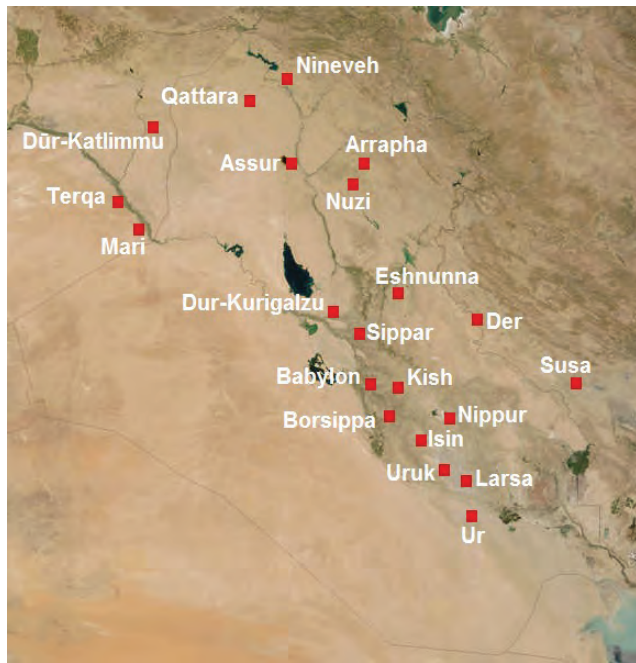 Nineveh
Qattara
Dūr-Katlimmu
Assur
Arrapha
Terqa
Nuzi
Mari
Eshnunna
Dur-Kurigalzu
Der
Sippar
Susa
Babylon
Kish
Borsippa
Nippur
Isin
Uruk
Larsa
Ur